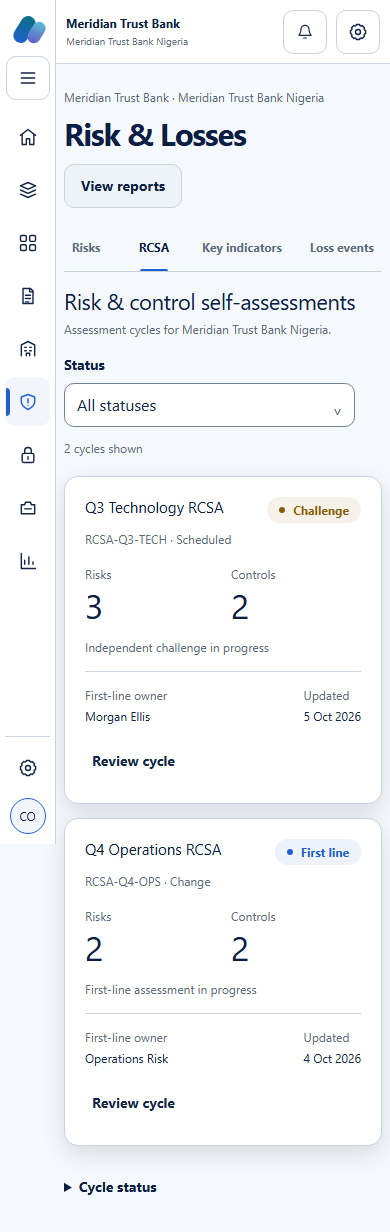 Meridian Trust Bank
Meridian Trust Bank Nigeria
Meridian Trust Bank · Meridian Trust Bank Nigeria
Risk & Losses
View reports
Risks RCSA Key indicators Loss events
Risk & control self-assessments
Assessment cycles for Meridian Trust Bank Nigeria.
Status
All statuses
2 cycles shown
Q3 Technology RCSA Challenge
RCSA-Q3-TECH · Scheduled
Risks Controls
3 2
Independent challenge in progress
First-line owner Updated
Morgan Ellis 5 Oct 2026
Review cycle
Q4 Operations RCSA First line
RCSA-Q4-OPS · Change
Risks Controls
2 2
First-line assessment in progress
First-line owner Updated
Operations Risk 4 Oct 2026
Review cycle
Cycle status
CO